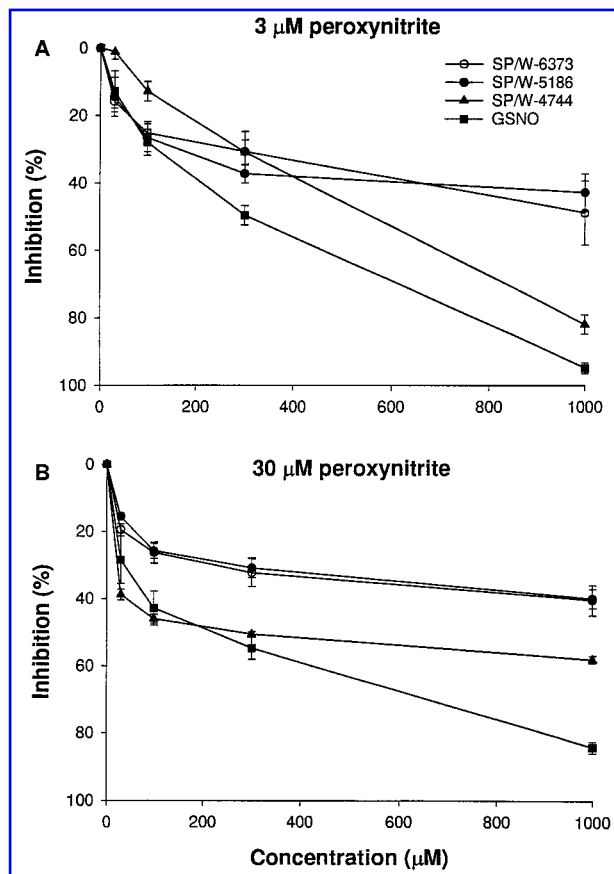 3 μM peroxynitrite
A
SP/W-6373
SP/W-5186
SP/W-4744
GSNO
0
20
40
60
80
100
Inhibition (%)
0 200 400 600 800 1000
B
30 μM peroxynitrite
0
20
40
60
80
100
Inhibition (%)
0 200 400 600 800 1000
Concentration (μM)